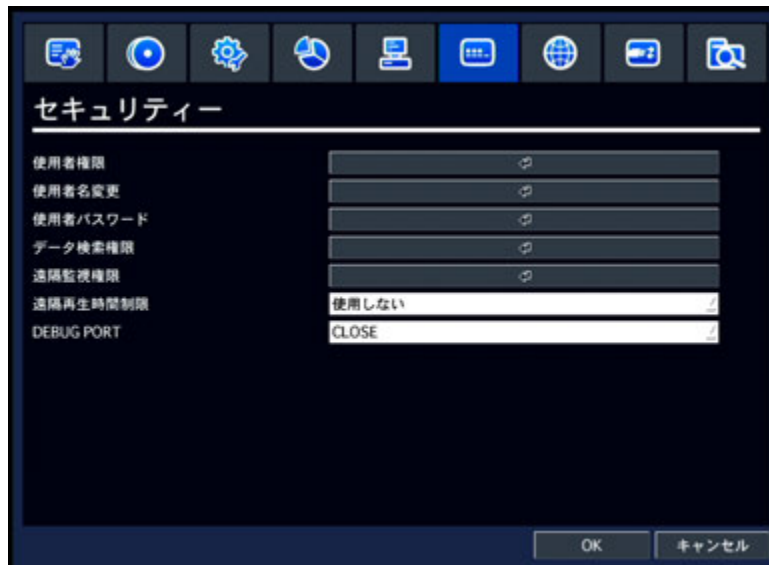 セキュリティー
使用者権限
使用者名変更
使用者パスワード
データ検索権限
遠隔監視権限
遠隔再生時間制限 使用しない
DEBUG PORT CLOSE
OK キャンセル